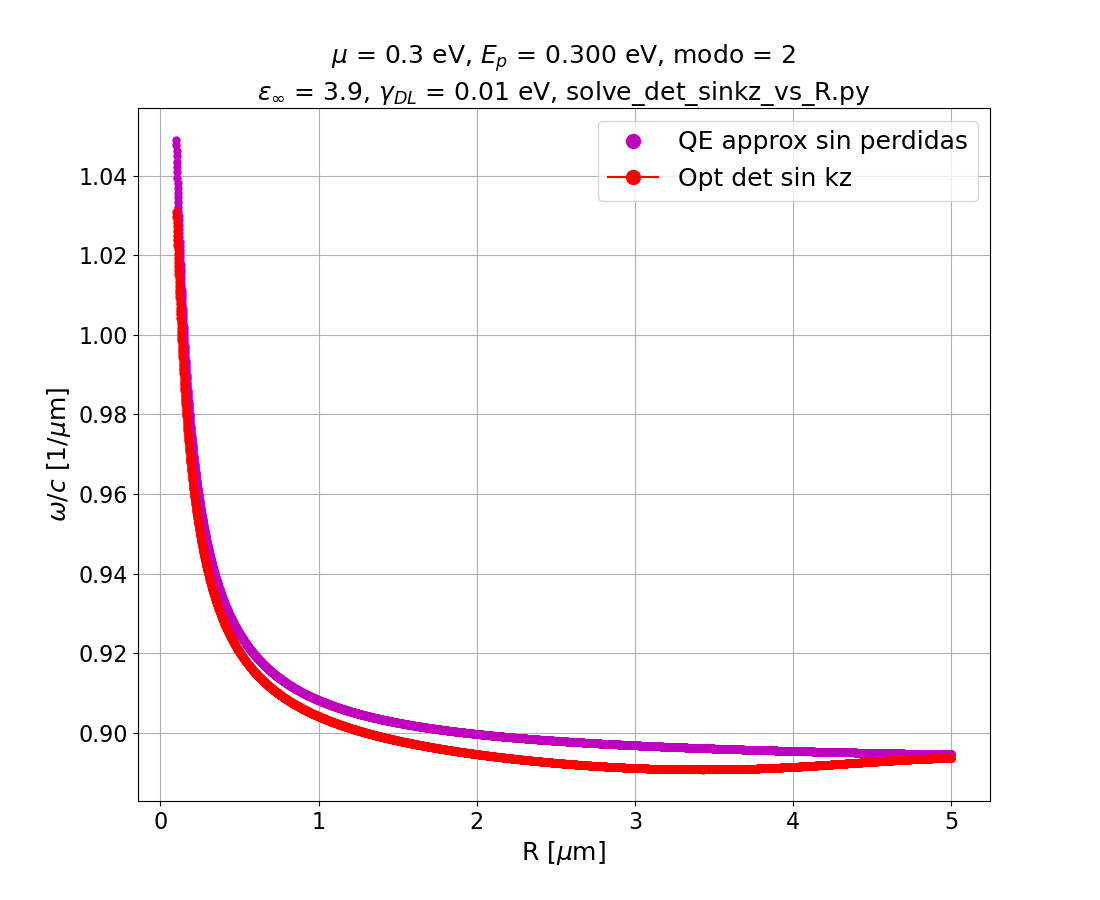 μ = 0.3 eV, E_p = 0.300 eV, modo = 2
ε_∞ = 3.9, γ_DL = 0.01 eV, solve_det_sinkz_vs_R.py
QE approx sin perdidas
Opt det sin kz
1.04
1.02
1.00
0.98
0.96
0.94
0.92
0.90
ω/c [1/μm]
0 1 2 3 4 5
R [μm]